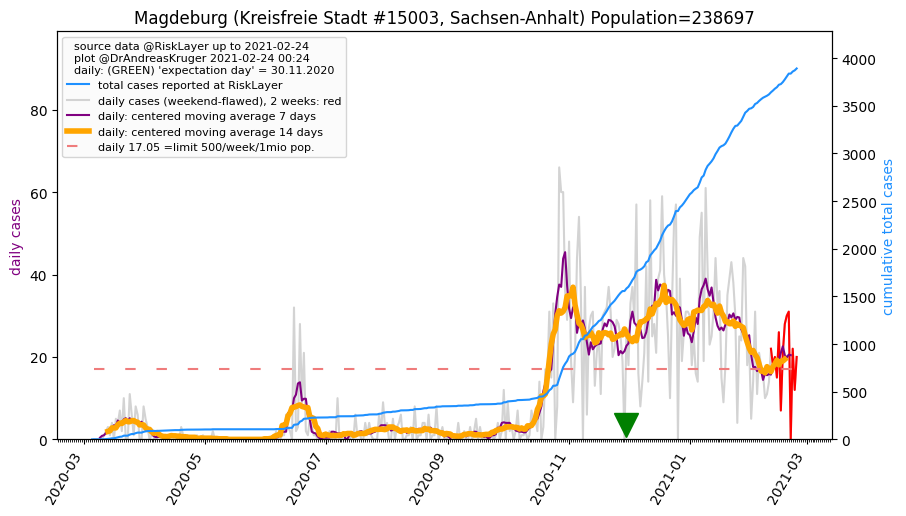 Magdeburg (Kreisfreie Stadt #15003, Sachsen-Anhalt) Population=238697
source data @RiskLayer up to 2021-02-24
plot @DrAndreasKruger 2021-02-24 00:24
daily: (GREEN) 'expectation day' = 30.11.2020
total cases reported at RiskLayer
daily cases (weekend-flawed), 2 weeks: red
daily: centered moving average 7 days
daily: centered moving average 14 days
daily 17.05 =limit 500/week/1mio pop.
daily cases
80
60
40
20
0
4000
3500
3000
2500
2000
1500
1000
500
0
cumulative total cases
2020-03
2020-05
2020-07
2020-09
2020-11
2021-01
2021-03